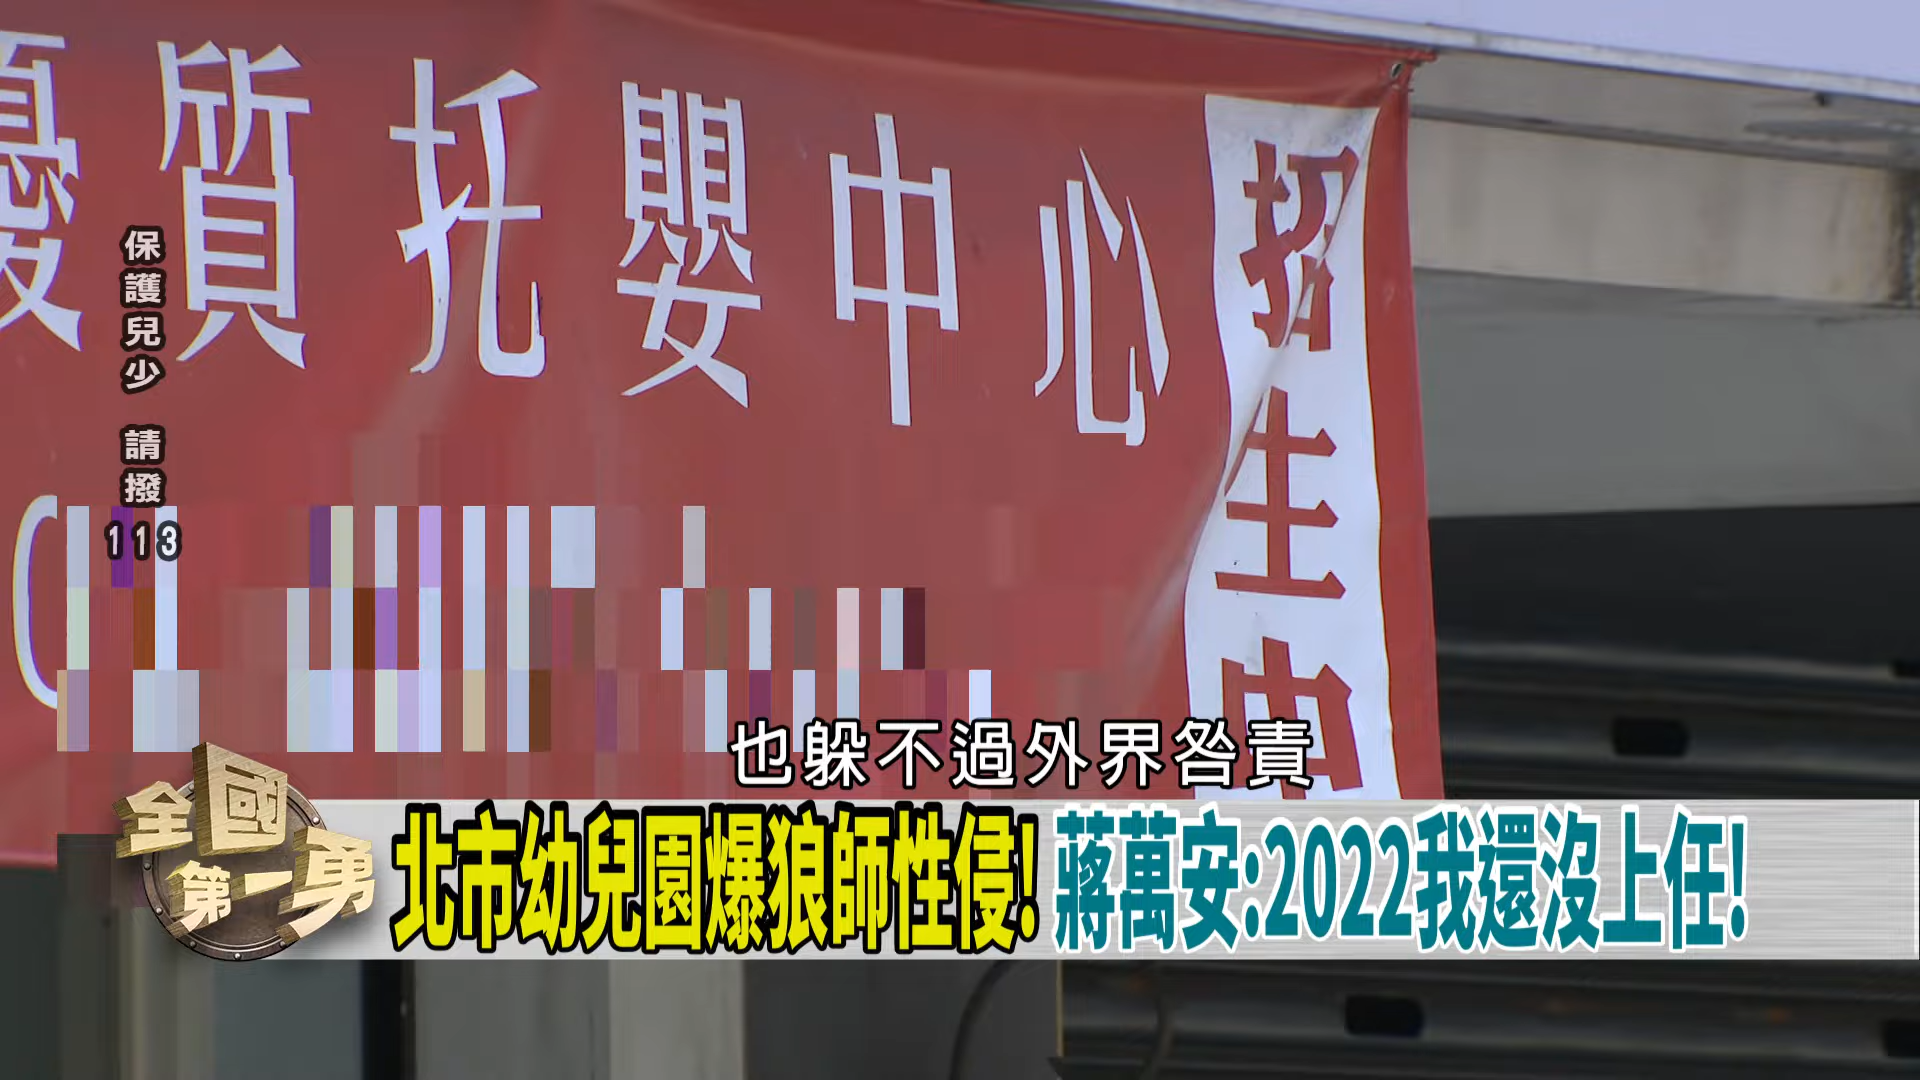 優質托嬰中心
招生中
保護兒少 請撥113
也躲不過外界咎責
全國第一勇
北市幼兒園爆狼師性侵!蔣萬安:2022我還沒上任!